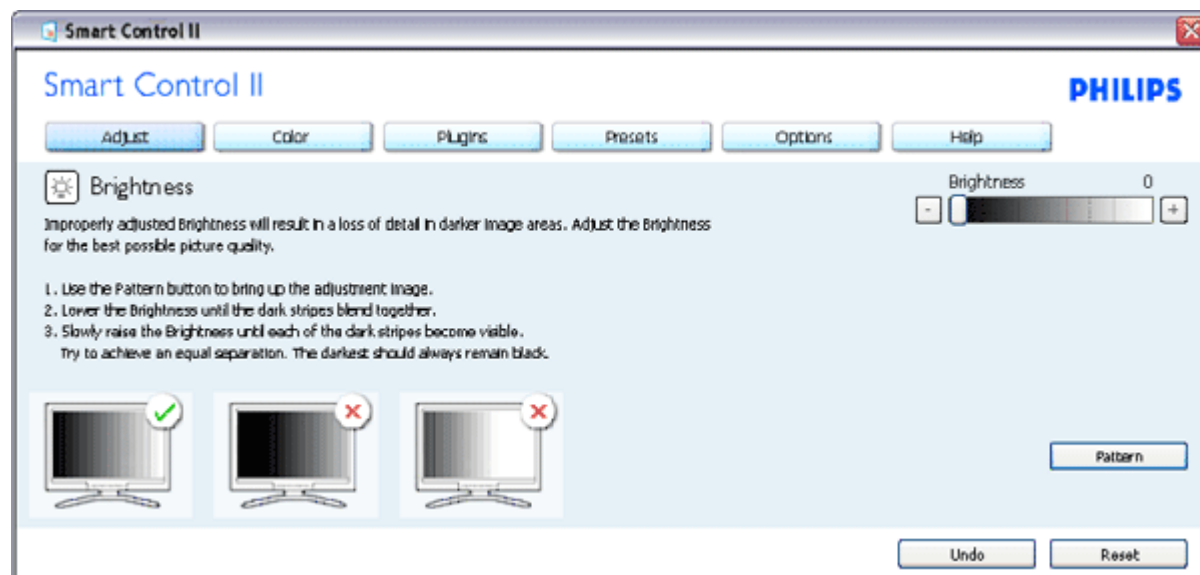 Smart Control II
Smart Control II
PHILIPS
Adjust Color Plugins Presets Options Help
Brightness
Brightness 0
- +
Improperly adjusted Brightness will result in a loss of detail in darker image areas. Adjust the Brightness
for the best possible picture quality.
1. Use the Pattern button to bring up the adjustment image.
2. Lower the Brightness until the dark stripes blend together.
3. Slowly raise the Brightness until each of the dark stripes become visible.
Try to achieve an equal separation. The darkest should always remain black.
Pattern
Undo Reset